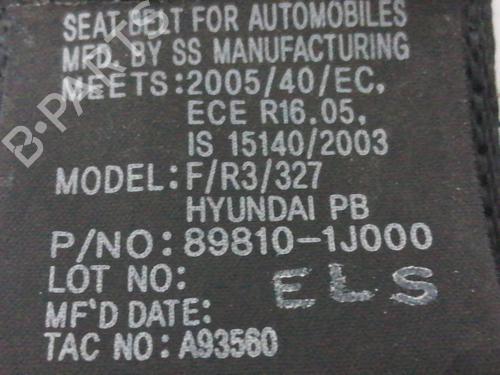 SEAT BELT FOR AUTOMOBILES
MFD. BY SS MANUFACTURING
MEETS:2005/40/EC,
ECE R16.05,
IS 15140/2003
MODEL:F/R3/327
HYUNDAI PB
P/NO:89810-1J000
LOT NO:
ELS
MF'D DATE:
TAC NO:A93560
B-PARTS